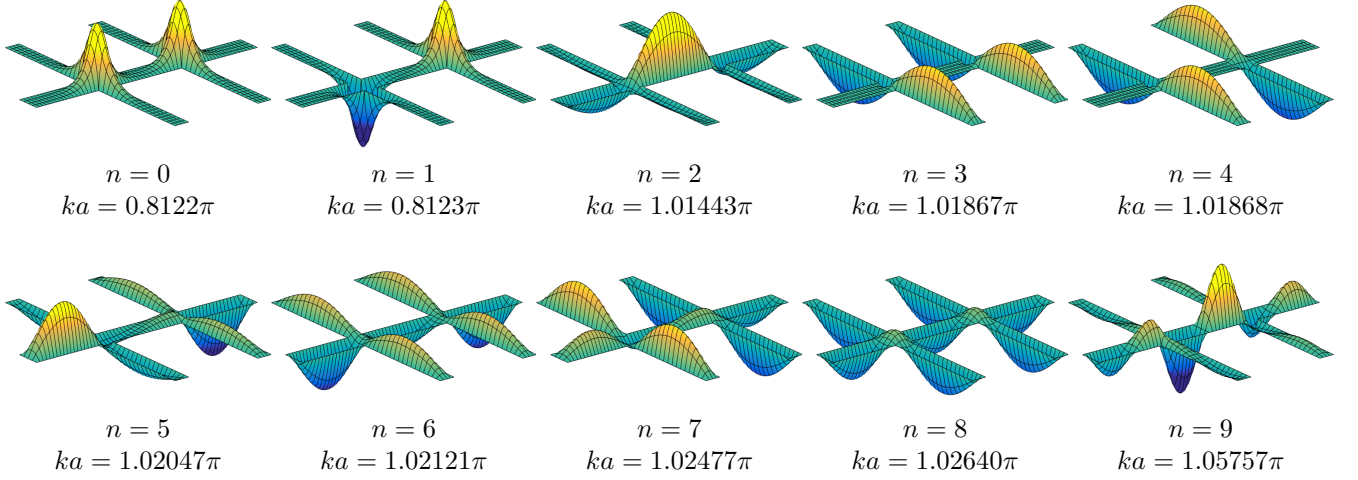 n = 0 n = 1 n = 2 n = 3 n = 4
ka = 0.8122π ka = 0.8123π ka = 1.01443π ka = 1.01867π ka = 1.01868π
n = 5 n = 6 n = 7 n = 8 n = 9
ka = 1.02047π ka = 1.02121π ka = 1.02477π ka = 1.02640π ka = 1.05757π